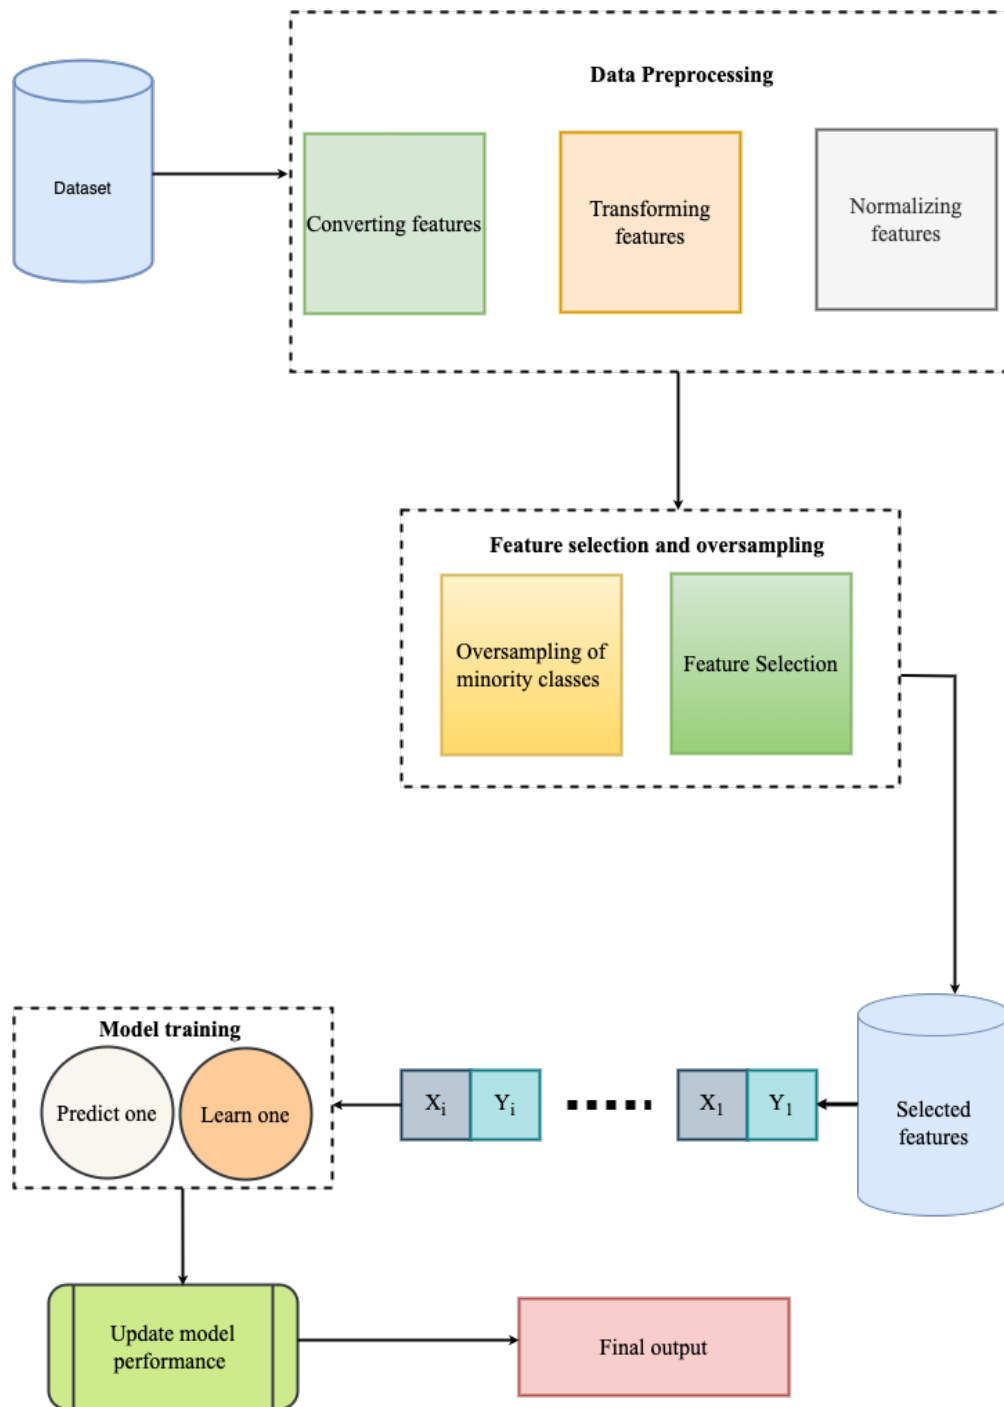 Data Preprocessing
Dataset
Converting features
Transforming
features
Normalizing
features
Feature selection and oversampling
Oversampling of
minority classes
Feature Selection
Model training
Predict one
Learn one
Xi
Yi
X1
Y1
Selected
features
Update model
performance
Final output